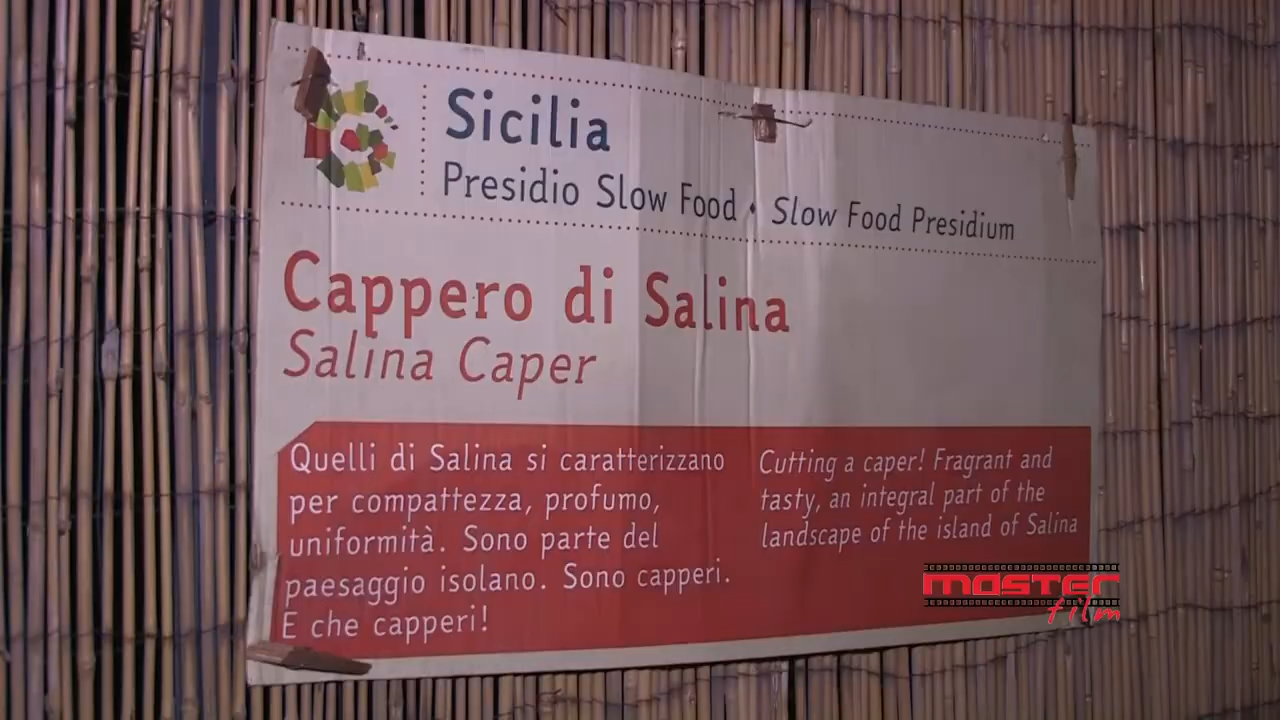 Sicilia
Presidio Slow Food • Slow Food Presidium
Cappero di Salina
Salina Caper
Quelli di Salina si caratterizzano
per compattezza, profumo,
uniformità. Sono parte del
paesaggio isolano. Sono capperi.
E che capperi!
Cutting a caper! Fragrant and
tasty, an integral part of the
landscape of the island of Salina
master
film